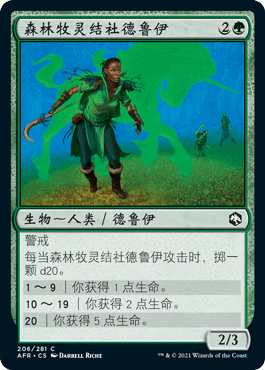 森林牧灵结社德鲁伊 2
生物～人类／德鲁伊
警戒
每当森林牧灵结社德鲁伊攻击时，掷一
颗 d20。
1～9 | 你获得 1 点生命。
10～19 | 你获得 2 点生命。
20 | 你获得 5 点生命。
2/3
206/281 C
AFR • CS DARRELL RICHE
™ & © 2021 Wizards of the Coast